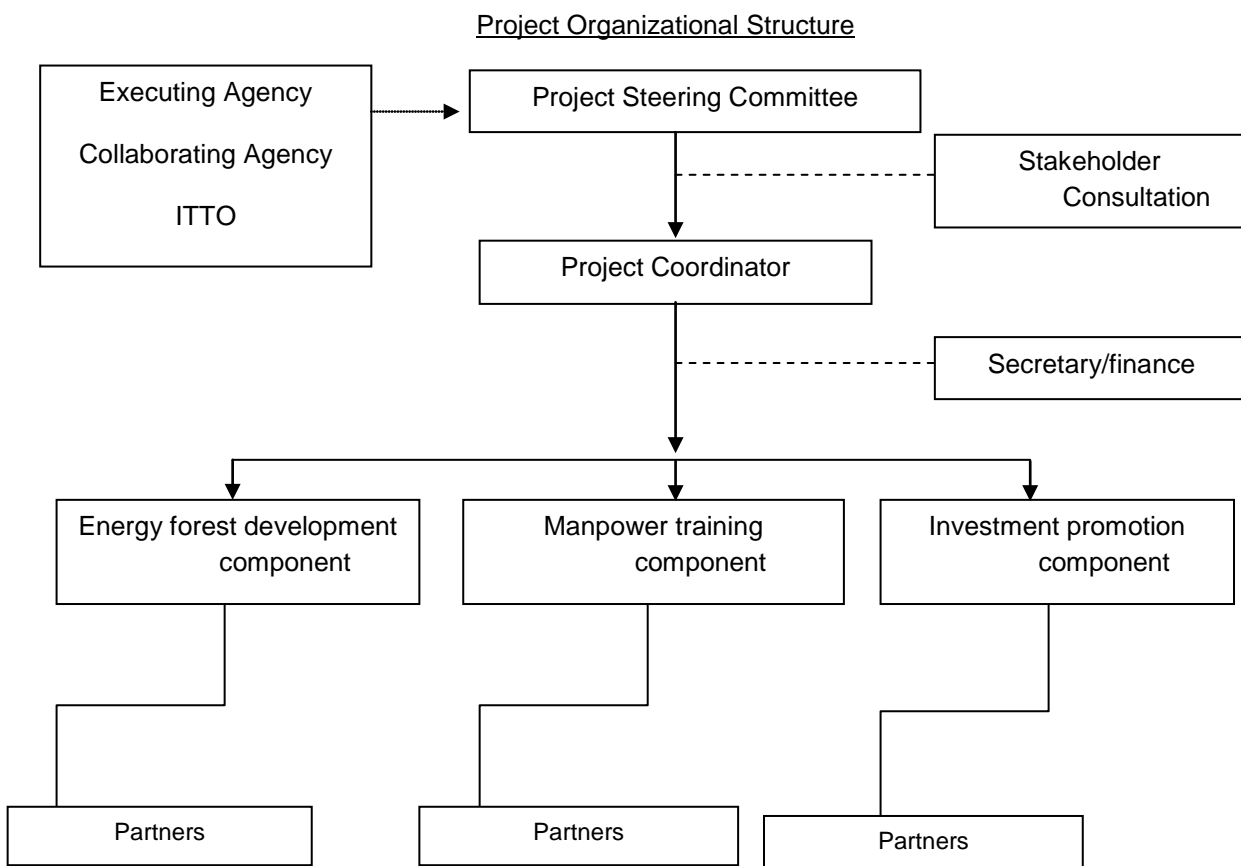 Project Organizational Structure
Executing Agency
Collaborating Agency
ITTO
Project Steering Committee
Stakeholder
Consultation
Project Coordinator
Secretary/finance
Energy forest development
component
Manpower training
component
Investment promotion
component
Partners
Partners
Partners